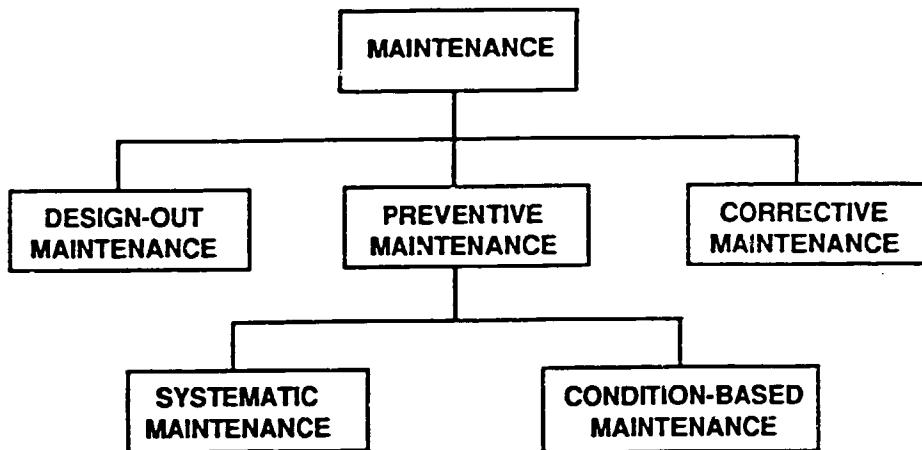 MAINTENANCE
DESIGN-OUT
MAINTENANCE
PREVENTIVE
MAINTENANCE
CORRECTIVE
MAINTENANCE
SYSTEMATIC
MAINTENANCE
CONDITION-BASED
MAINTENANCE